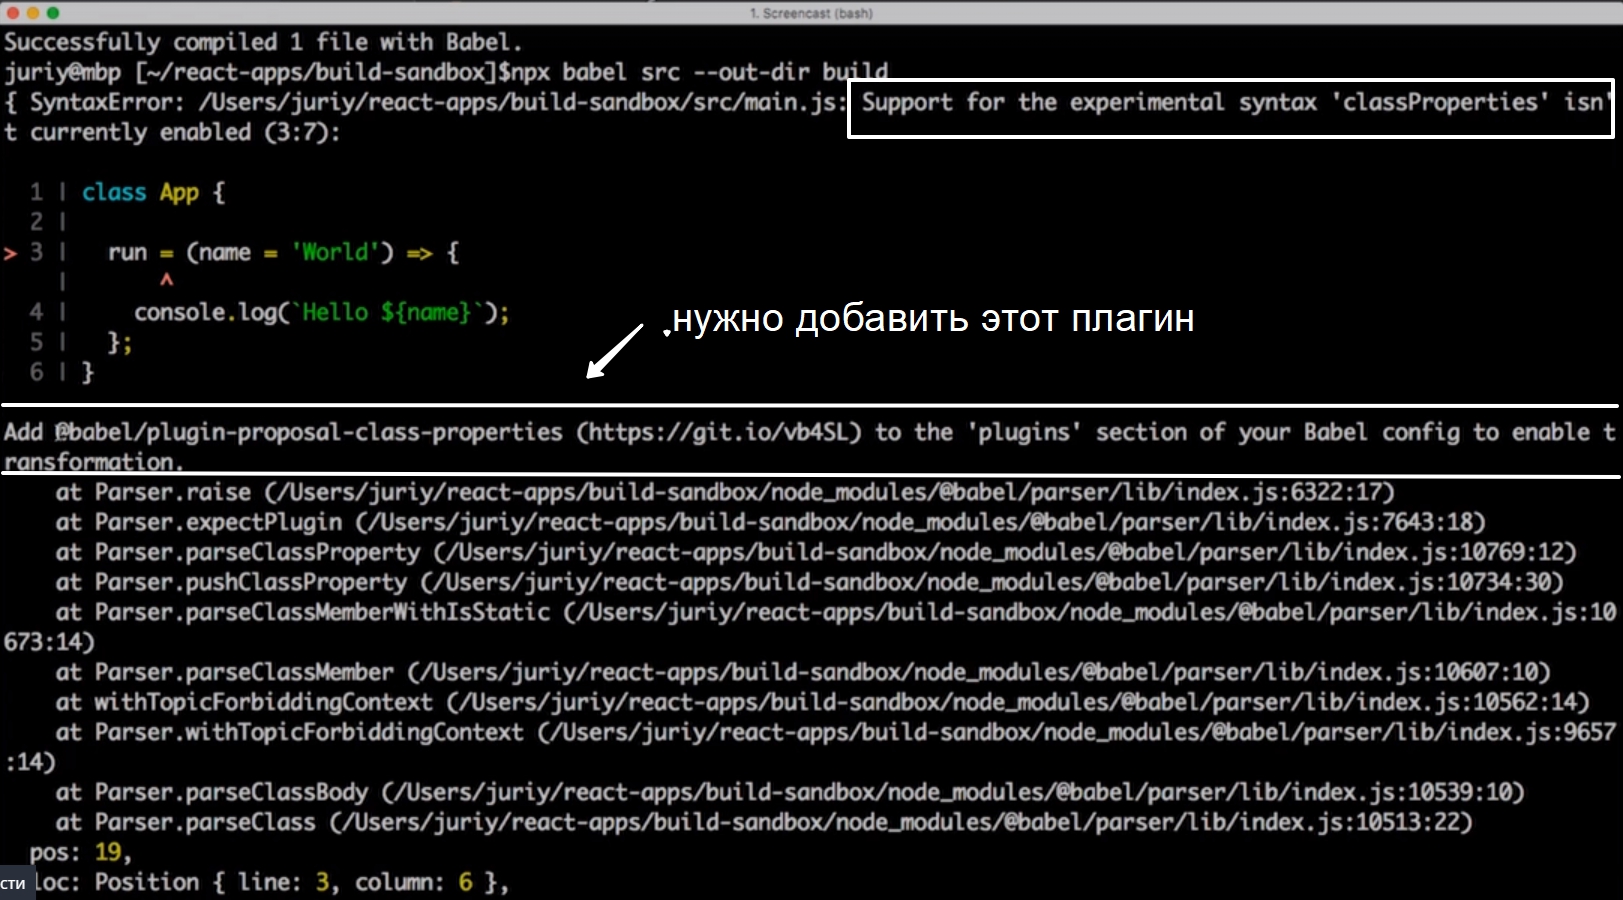 1. Screencast (bash)
Successfully compiled 1 file with Babel.
juriy@mbp [~/react-apps/build-sandbox]$npx babel src --out-dir build
{ SyntaxError: /Users/juriy/react-apps/build-sandbox/src/main.js: Support for the experimental syntax 'classProperties' isn'
t currently enabled (3:7):
1 | class App {
2 |
> 3 |   run = (name = 'World') => {
|       ^
4 |     console.log(`Hello ${name}`);
5 |   };
6 | }
нужно добавить этот плагин
Add @babel/plugin-proposal-class-properties (https://git.io/vb4SL) to the 'plugins' section of your Babel config to enable t
ransformation.
at Parser.raise (/Users/juriy/react-apps/build-sandbox/node_modules/@babel/parser/lib/index.js:6322:17)
at Parser.expectPlugin (/Users/juriy/react-apps/build-sandbox/node_modules/@babel/parser/lib/index.js:7643:18)
at Parser.parseClassProperty (/Users/juriy/react-apps/build-sandbox/node_modules/@babel/parser/lib/index.js:10769:12)
at Parser.pushClassProperty (/Users/juriy/react-apps/build-sandbox/node_modules/@babel/parser/lib/index.js:10734:30)
at Parser.parseClassMemberWithIsStatic (/Users/juriy/react-apps/build-sandbox/node_modules/@babel/parser/lib/index.js:10
673:14)
at Parser.parseClassMember (/Users/juriy/react-apps/build-sandbox/node_modules/@babel/parser/lib/index.js:10607:10)
at withTopicForbiddingContext (/Users/juriy/react-apps/build-sandbox/node_modules/@babel/parser/lib/index.js:10562:14)
at Parser.withTopicForbiddingContext (/Users/juriy/react-apps/build-sandbox/node_modules/@babel/parser/lib/index.js:9657
:14)
at Parser.parseClassBody (/Users/juriy/react-apps/build-sandbox/node_modules/@babel/parser/lib/index.js:10539:10)
at Parser.parseClass (/Users/juriy/react-apps/build-sandbox/node_modules/@babel/parser/lib/index.js:10513:22)
pos: 19,
сти
loc: Position { line: 3, column: 6 },